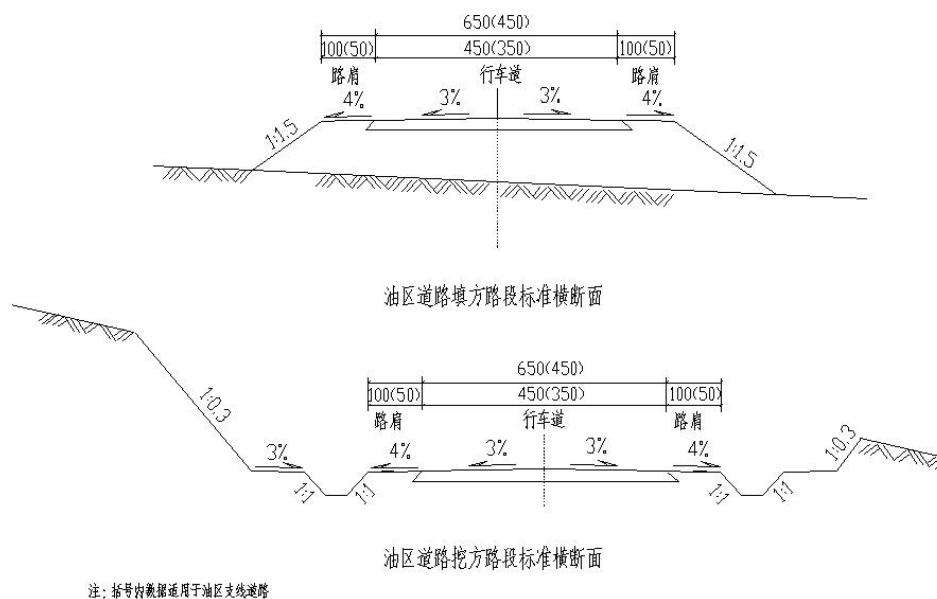 650(450)
100(50) 450(350) 100(50)
路肩 行车道 路肩
4% 3% 3% 4%
1:1.5 1:1.5
油区道路填方路段标准横断面
650(450)
100(50) 450(350) 100(50)
路肩 行车道 路肩
1:0.3 1:0.3
3% 4% 3% 3% 4%
1:1 1:1 1:1 1:1
油区道路挖方路段标准横断面
注：括号内数据适用于油区支线道路